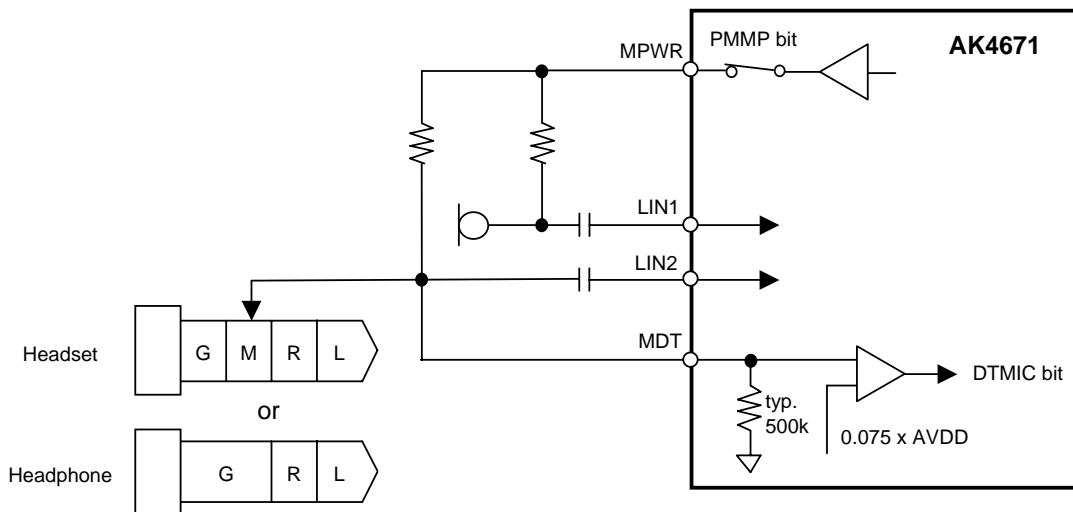 PMMP bit
AK4671
MPWR
LIN1
LIN2
MDT
DTMIC bit
typ.
500k
0.075 x AVDD
Headset
G M R L
or
Headphone
G R L